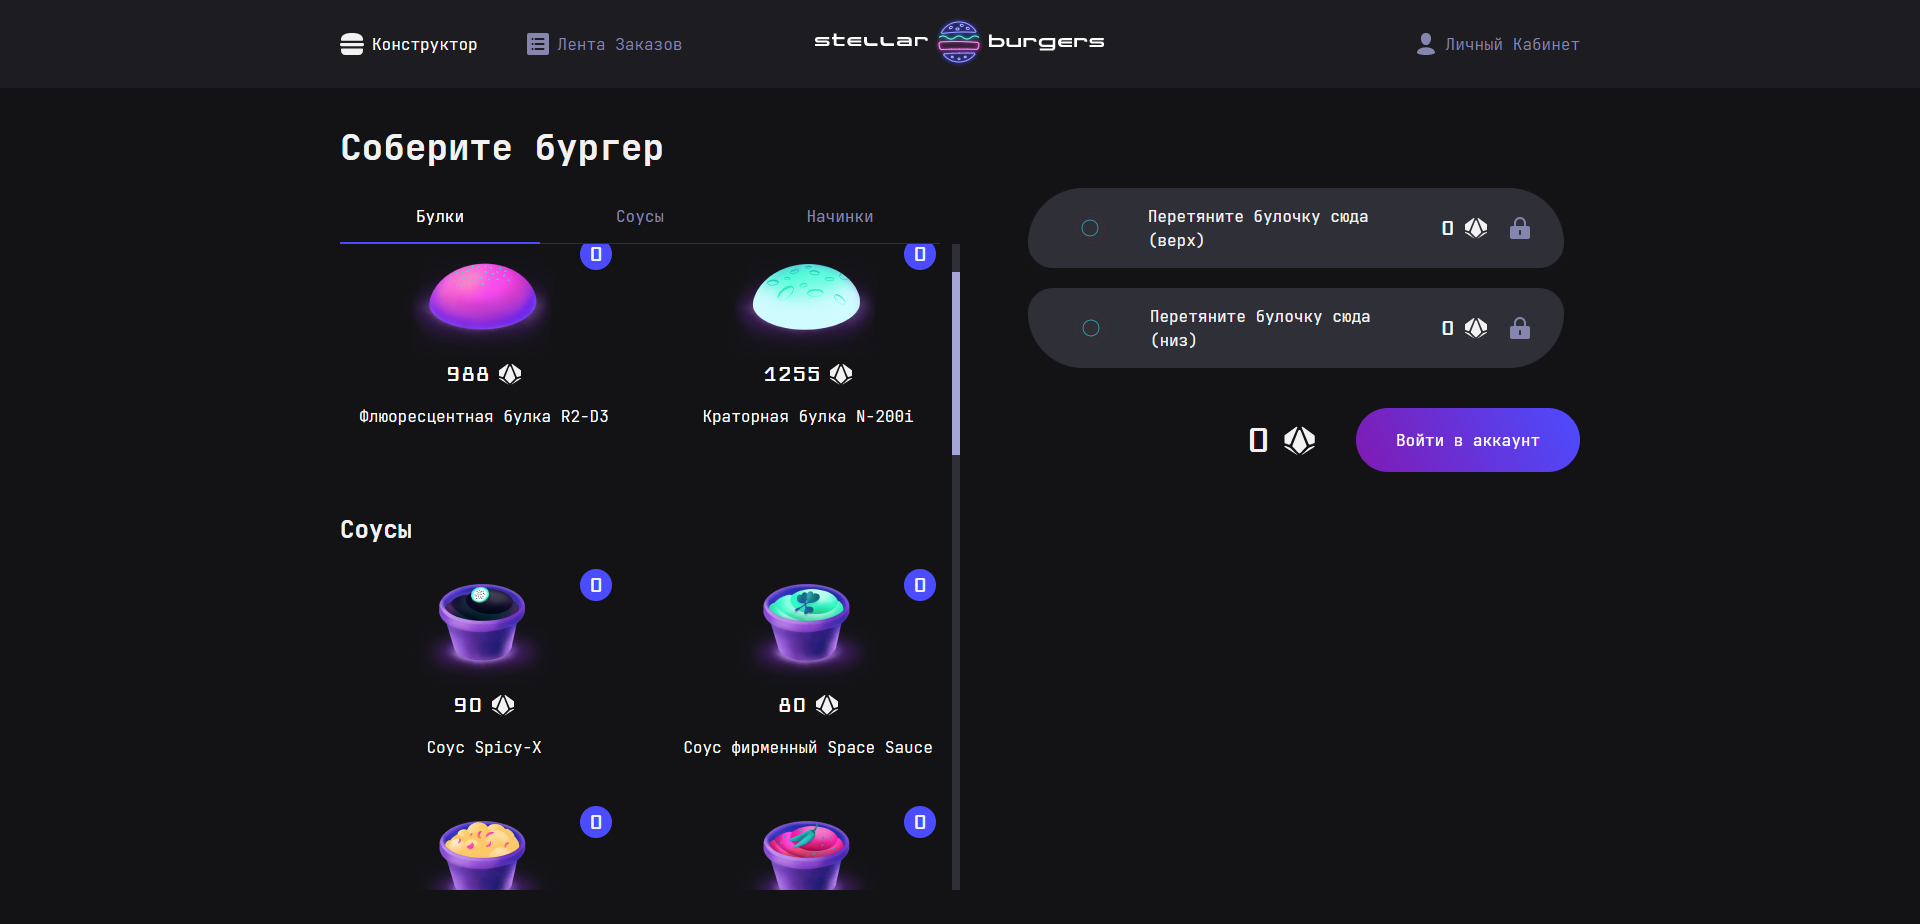 Конструктор
Лента Заказов
stellar burgers
Личный Кабинет
Соберите бургер
Булки
Соусы
Начинки
0
0
988
1255
Флюоресцентная булка R2-D3
Краторная булка N-200i
Соусы
0
0
90
80
Соус Spicy-X
Соус фирменный Space Sauce
0
0
Перетяните булочку сюда
(верх)
0
Перетяните булочку сюда
(низ)
0
0
Войти в аккаунт